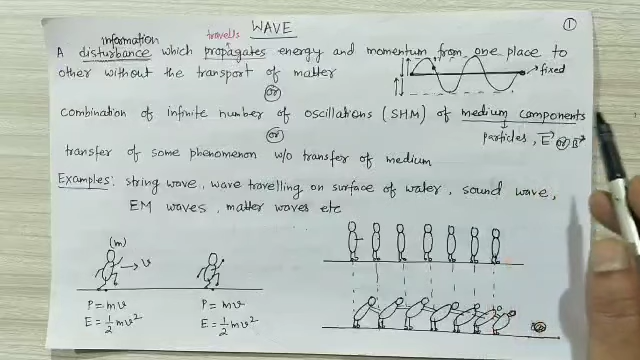 WAVE
①
information
travells
A disturbance which propagates energy and momentum from one place to
other without the transport of matter
fixed
or
combination of infinite number of oscillations (SHM) of medium components
or
particles, E or B
transfer of some phenomenon w/o transfer of medium
Examples: string wave, wave travelling on surface of water, sound wave,
EM waves, matter waves etc
(m)
v
P = mv
E = 1/2 mv²
P = mv
E = 1/2 mv²